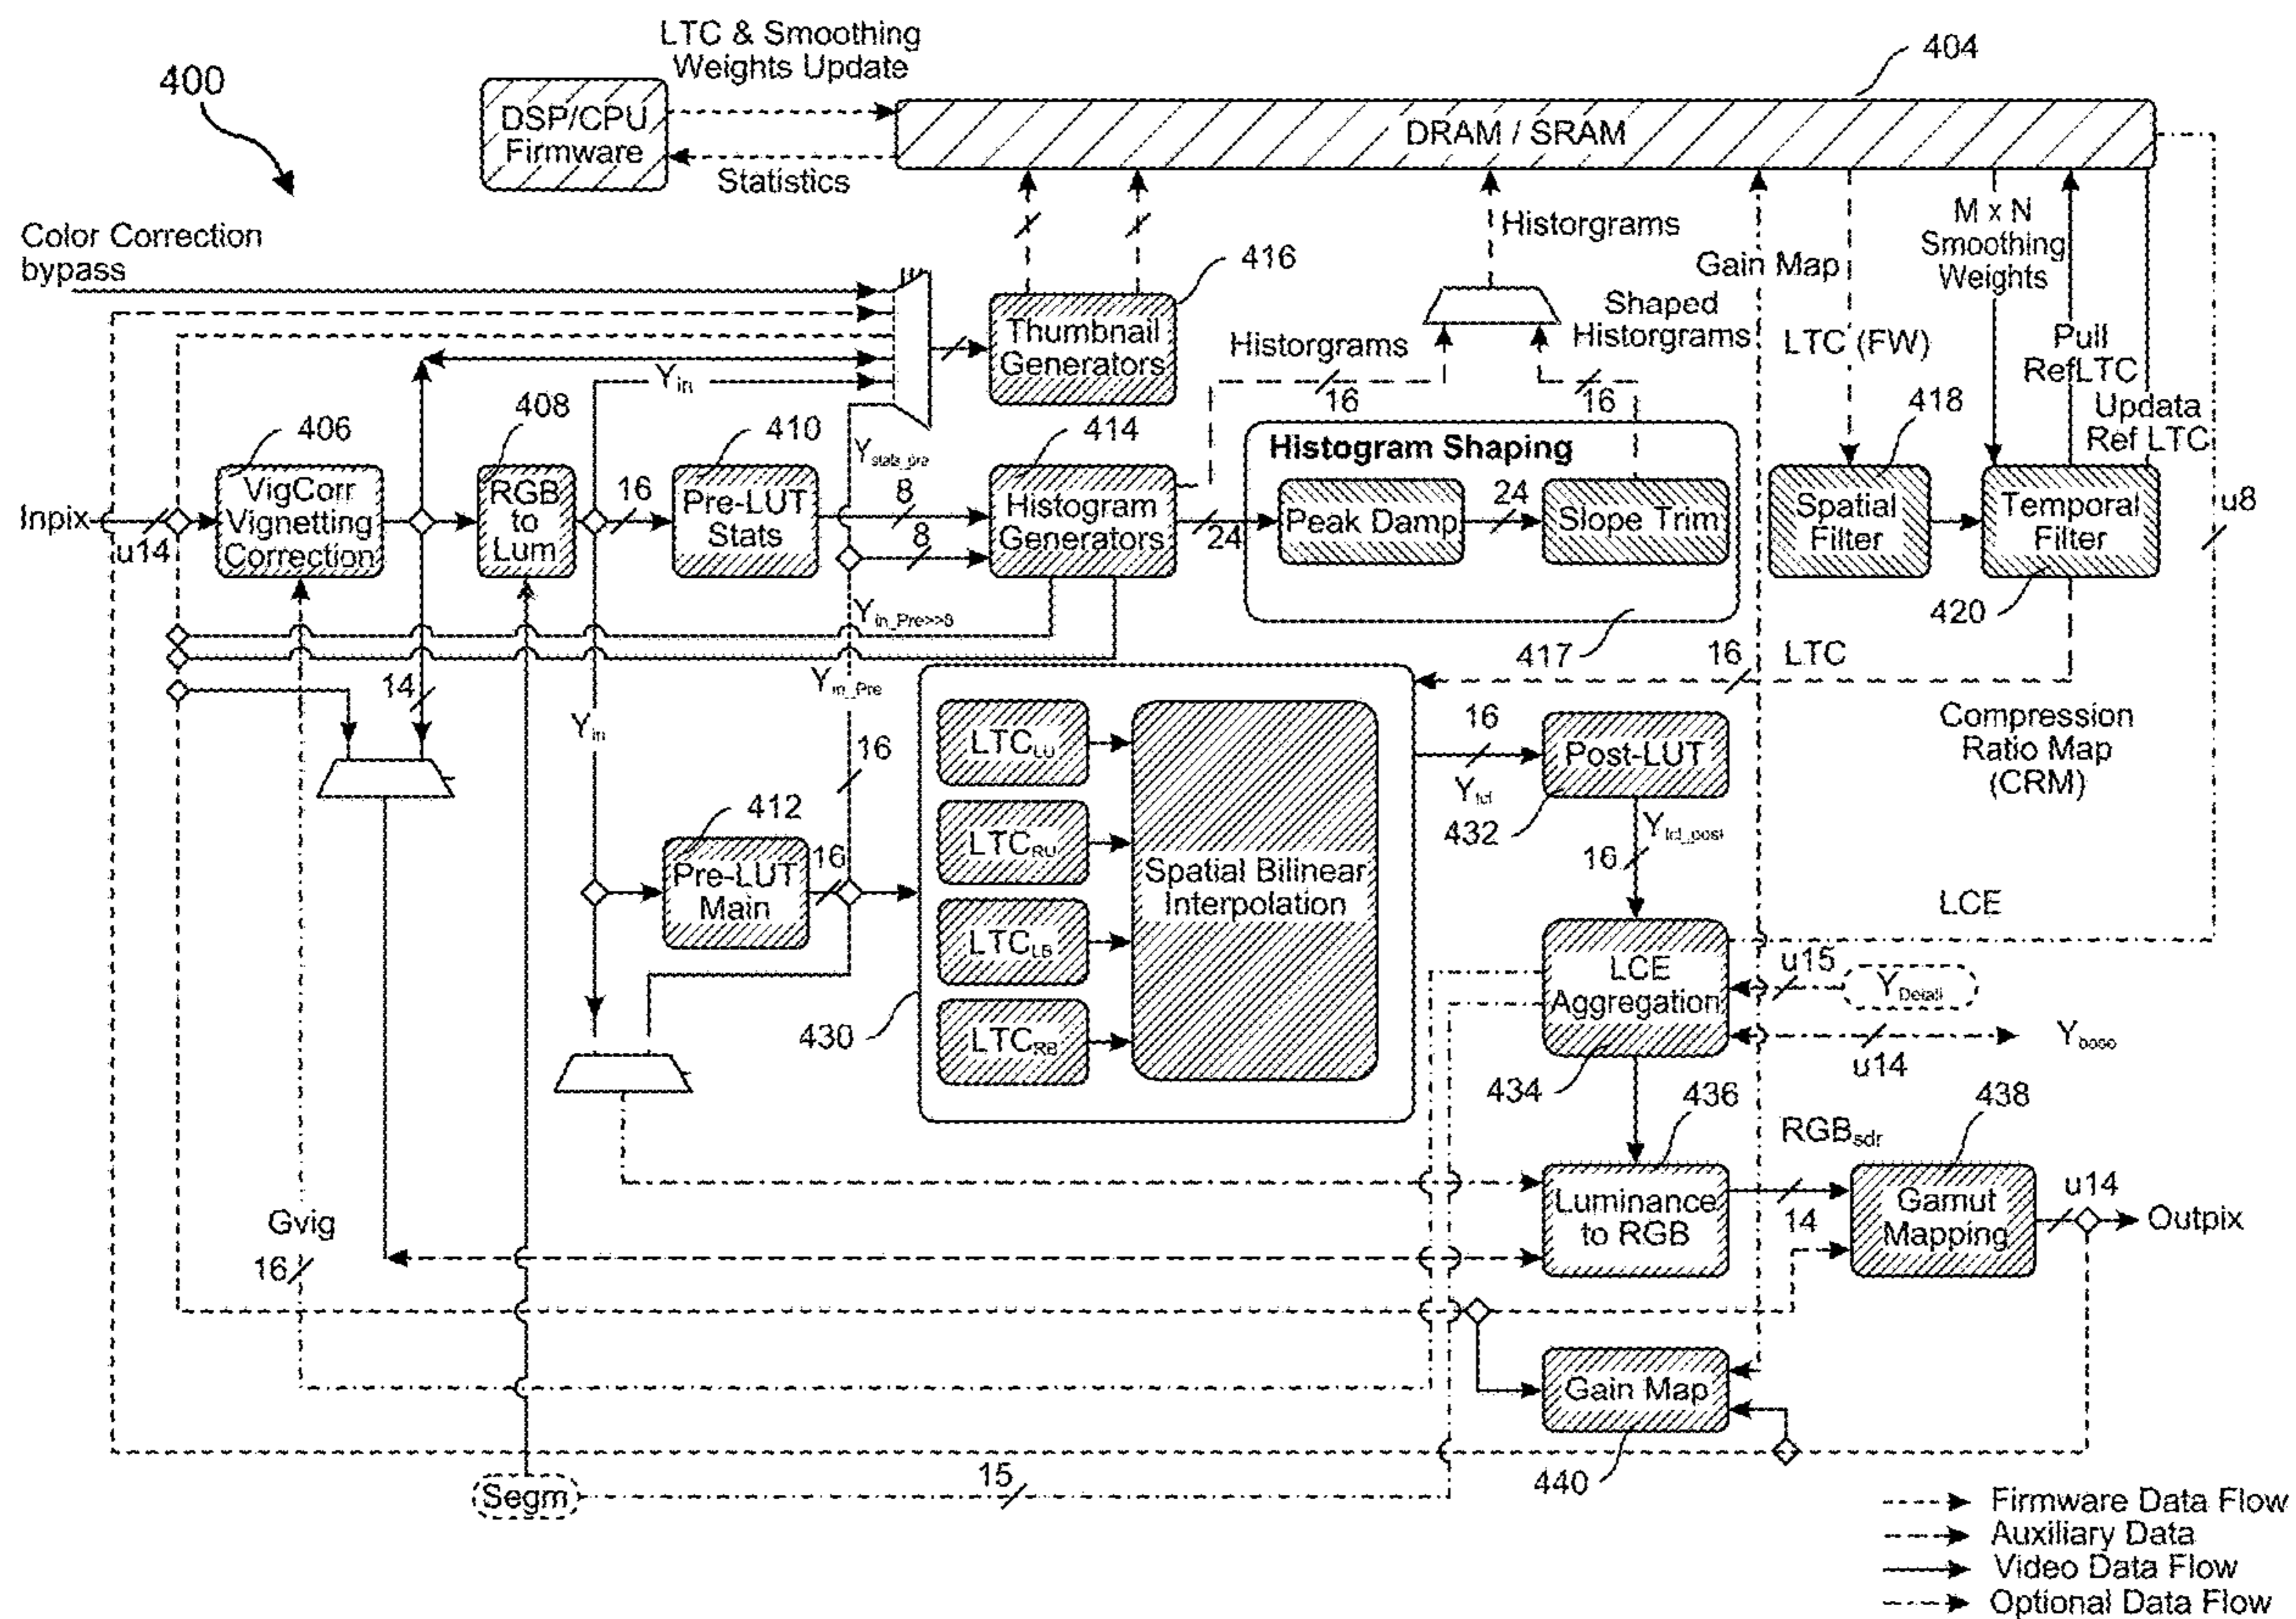 400
LTC & Smoothing
Weights Update
404
DSP/CPU
Firmware
DRAM / SRAM
Statistics
Color Correction
bypass
416
Thumbnail
Generators
Historgrams
Historgrams
16
Shaped
Historgrams
16
Gain Map
LTC (FW)
M x N
Smoothing
Weights
Pull
RefLTC
Updata
Ref LTC
u8
Inpix
u14
406
VigCorr
Vignetting
Correction
408
RGB
to
Lum
Yin
16
410
Pre-LUT
Stats
Ystats_pre
8
8
414
Histogram
Generators
24
Histogram Shaping
Peak Damp
24
Slope Trim
417
418
Spatial
Filter
Temporal
Filter
420
Yin_Pre>>8
Yin_Pre
14
Yin
16
16
LTC
Compression
Ratio Map
(CRM)
412
Pre-LUT
Main
16
430
LTCLU
LTCRU
LTCLB
LTCRB
Spatial Bilinear
Interpolation
16
Post-LUT
432
16
LCE
LCE
Aggregation
434
u15
YDetail
u14
436
Luminance
to RGB
RGBsdr
14
438
Gamut
Mapping
u14
Outpix
Gvig
16
Gain Map
440
Segm
15
Firmware Data Flow
Auxiliary Data
Video Data Flow
Optional Data Flow